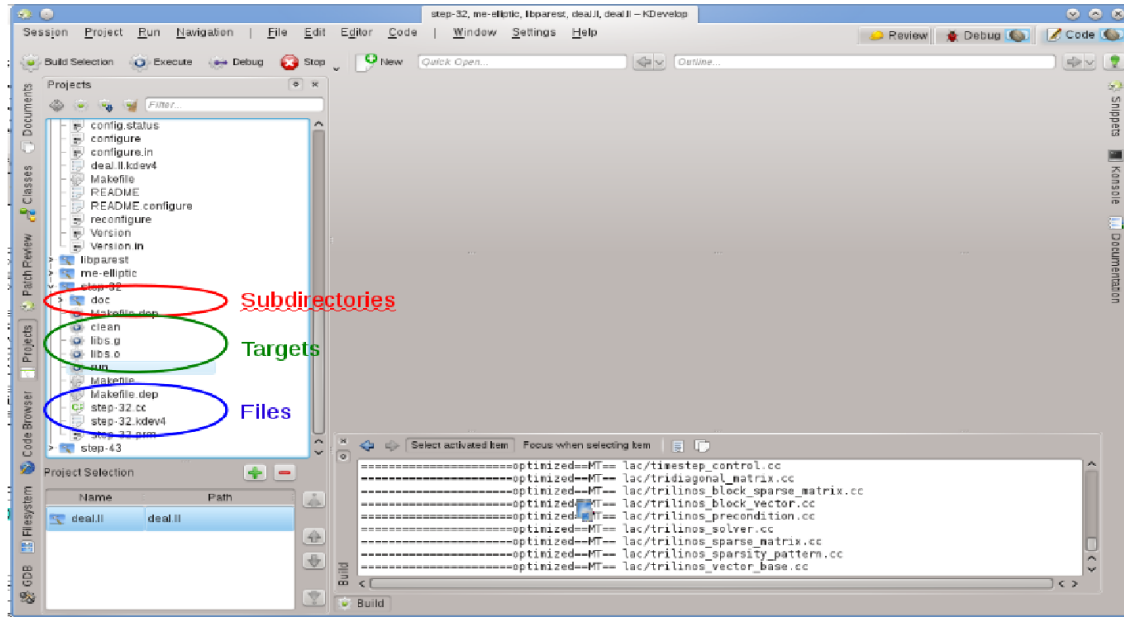 step-32, me-elliptic, libparest, deal.II, deal.II – KDevelop
Session Project Run Navigation | File Edit Editor Code | Window Settings Help
Review Debug Code
Build Selection Execute Debug Stop New Quick Open... Outline...
Projects
Filter...
config.status
configure
configure.in
deal.II.kdev4
Makefile
README
README.configure
reconfigure
Version
Version.in
libparest
me-elliptic
step-32
doc
Makefile.dep
clean
libs.g
libs.o
run
Makefile
Makefile.dep
step-32.cc
step-32.kdev4
step-32.prm
step-43
Subdirectories
Targets
Files
Project Selection
Name Path
deal.II deal.II
Documents
Classes
Patch Review
Projects
Code Browser
Filesystem
GDB
Snippets
Konsole
Documentation
Select activated item Focus when selecting item
======================optimized==MT== lac/timestep_control.cc
======================optimized==MT== lac/tridiagonal_matrix.cc
======================optimized==MT== lac/trilinos_block_sparse_matrix.cc
======================optimized==MT== lac/trilinos_block_vector.cc
======================optimized==MT== lac/trilinos_precondition.cc
======================optimized==MT== lac/trilinos_solver.cc
======================optimized==MT== lac/trilinos_sparse_matrix.cc
======================optimized==MT== lac/trilinos_sparsity_pattern.cc
======================optimized==MT== lac/trilinos_vector_base.cc
Build
Build